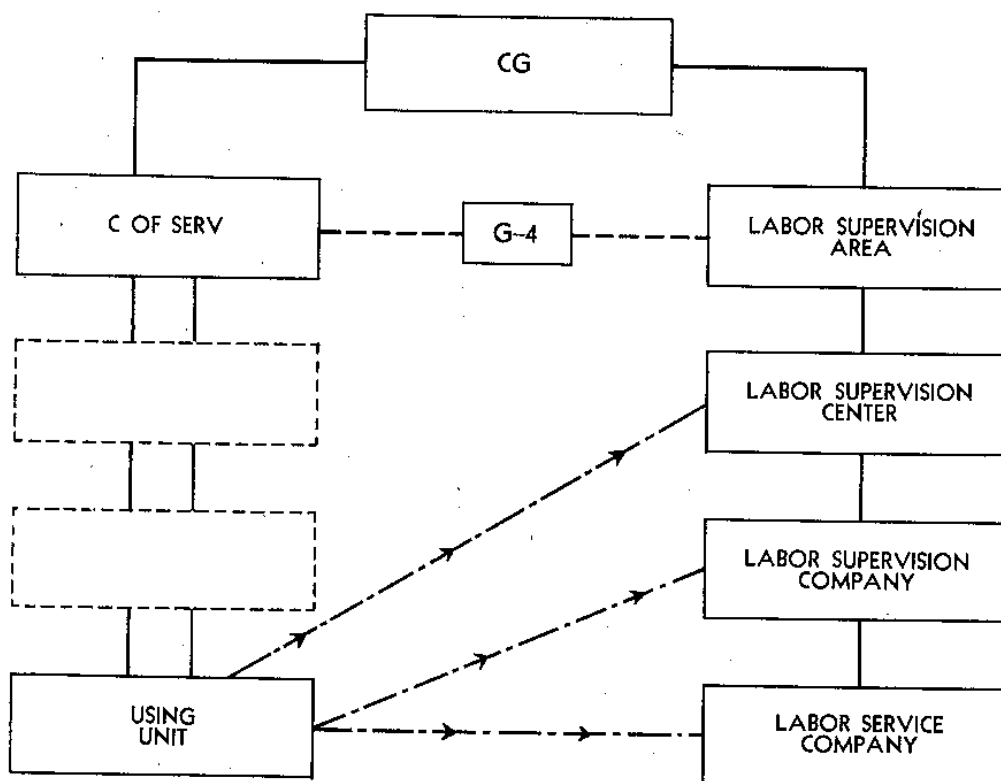 CG
C OF SERV
G-4
LABOR SUPERVISION
AREA
LABOR SUPERVISION
CENTER
LABOR SUPERVISION
COMPANY
USING
UNIT
LABOR SERVICE
COMPANY